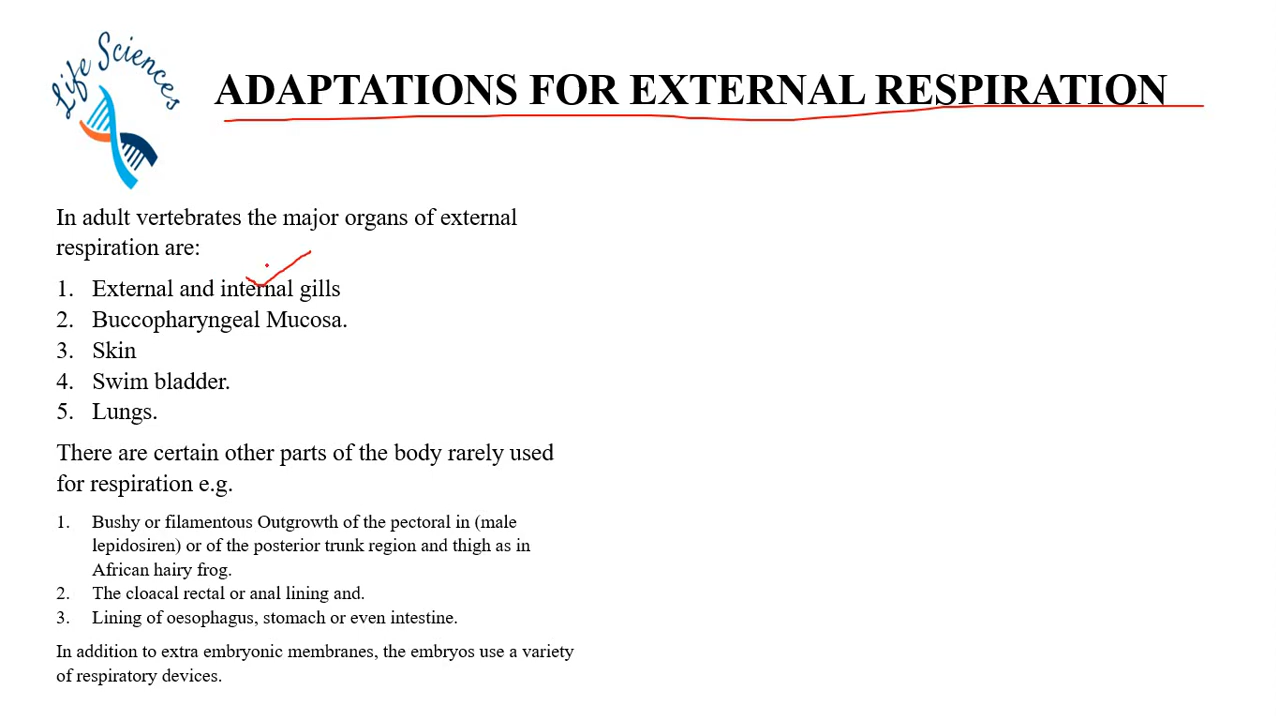 Life Sciences
ADAPTATIONS FOR EXTERNAL RESPIRATION
In adult vertebrates the major organs of external
respiration are:
1. External and internal gills
2. Buccopharyngeal Mucosa.
3. Skin
4. Swim bladder.
5. Lungs.
There are certain other parts of the body rarely used
for respiration e.g.
1. Bushy or filamentous Outgrowth of the pectoral in (male
lepidosiren) or of the posterior trunk region and thigh as in
African hairy frog.
2. The cloacal rectal or anal lining and.
3. Lining of oesophagus, stomach or even intestine.
In addition to extra embryonic membranes, the embryos use a variety
of respiratory devices.